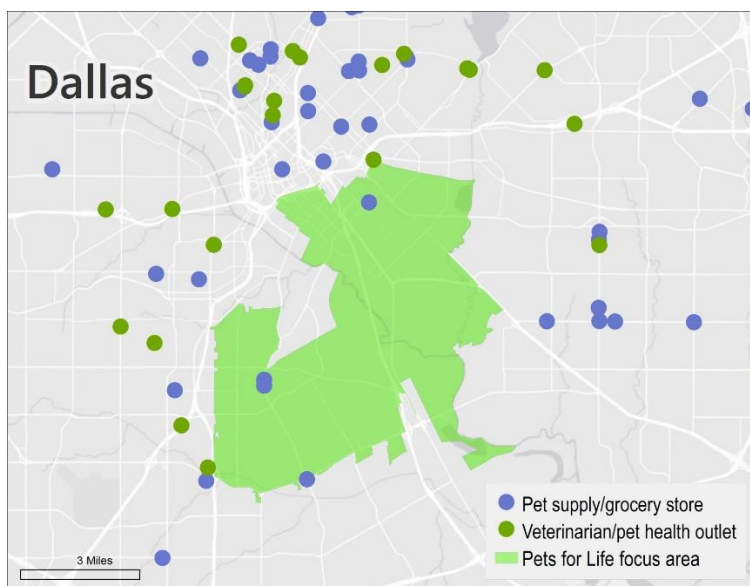 Dallas
Pet supply/grocery store
Veterinarian/pet health outlet
Pets for Life focus area
3 Miles